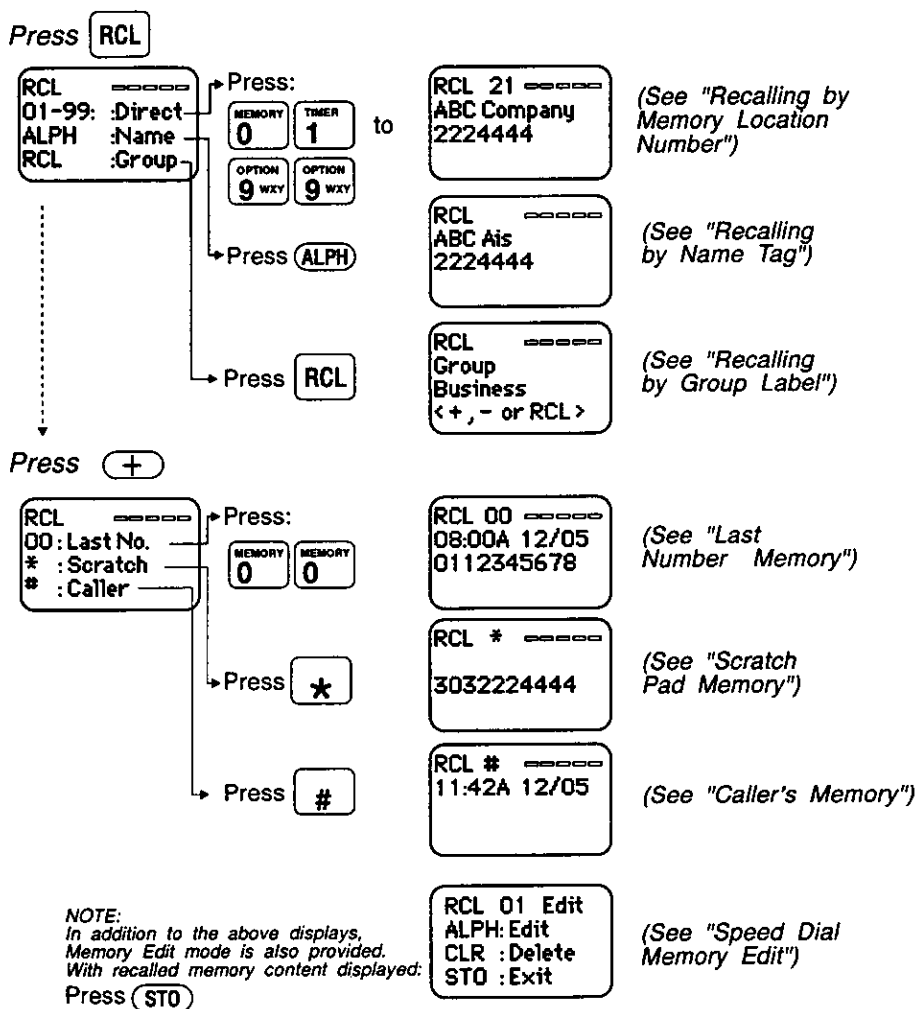 Press RCL
RCL
01-99: :Direct
ALPH :Name
RCL :Group
Press:
MEMORY 0 TIMER 1 to
OPTION 9 WXY OPTION 9 WXY
RCL 21
ABC Company
2224444
(See "Recalling by
Memory Location
Number")
Press ALPH
RCL
ABC Ais
2224444
(See "Recalling
by Name Tag")
Press RCL
RCL
Group
Business
<+,- or RCL>
(See "Recalling
by Group Label")
Press +
RCL
00 : Last No.
* : Scratch
# : Caller
Press:
MEMORY 0 MEMORY 0
RCL 00
08:00A 12/05
0112345678
(See "Last
Number Memory")
Press *
RCL *
3032224444
(See "Scratch
Pad Memory")
Press #
RCL #
11:42A 12/05
(See "Caller's Memory")
NOTE:
In addition to the above displays,
Memory Edit mode is also provided.
With recalled memory content displayed:
Press STO
RCL 01 Edit
ALPH: Edit
CLR : Delete
STO : Exit
(See "Speed Dial
Memory Edit")